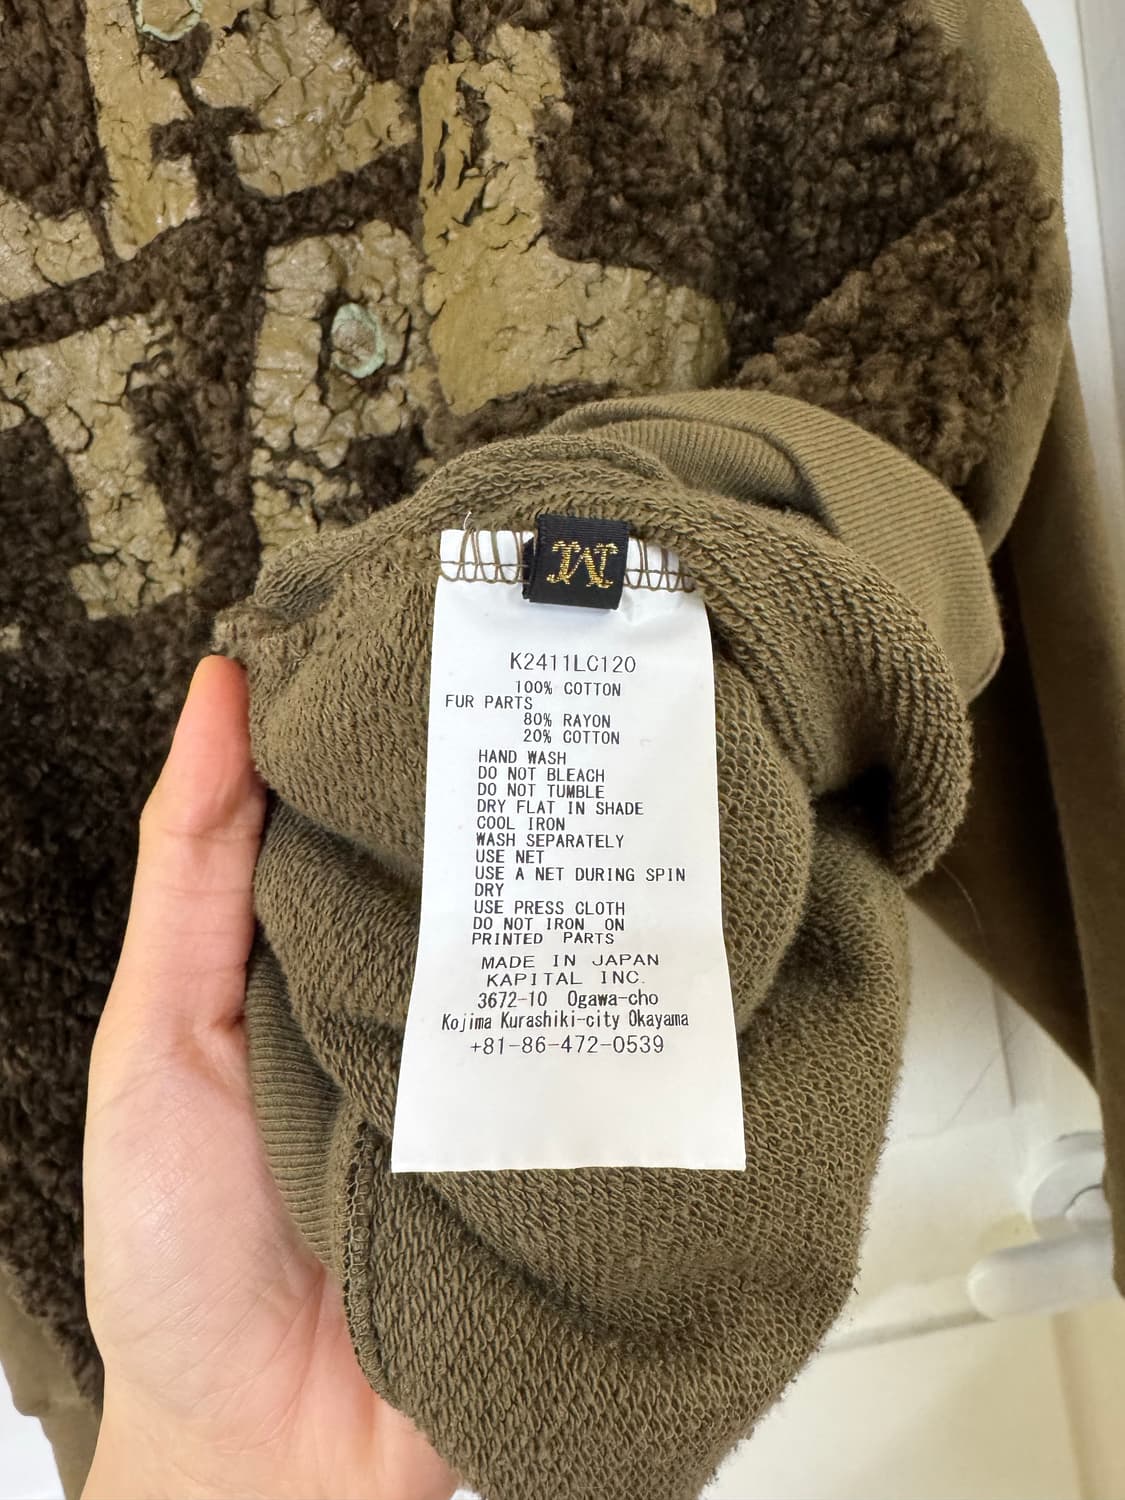 M
K2411LC120
100% COTTON
FUR PARTS
80% RAYON
20% COTTON
HAND WASH
DO NOT BLEACH
DO NOT TUMBLE
DRY FLAT IN SHADE
COOL IRON
WASH SEPARATELY
USE NET
USE A NET DURING SPIN
DRY
USE PRESS CLOTH
DO NOT IRON ON
PRINTED PARTS
MADE IN JAPAN
KAPITAL INC.
3672-10 Ogawa-cho
Kojima Kurashiki-city Okayama
+81-86-472-0539